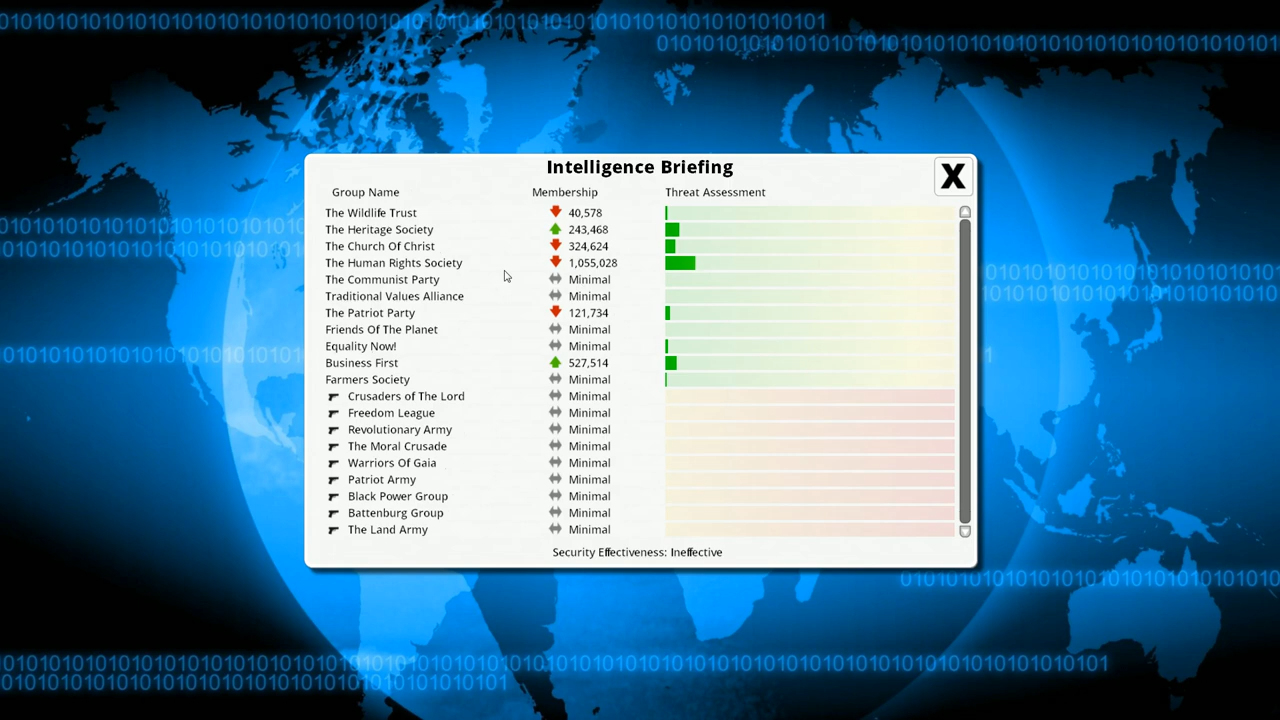 Intelligence Briefing
X
Group Name Membership Threat Assessment
The Wildlife Trust 40,578
The Heritage Society 243,468
The Church Of Christ 324,624
The Human Rights Society 1,055,028
The Communist Party Minimal
Traditional Values Alliance Minimal
The Patriot Party 121,734
Friends Of The Planet Minimal
Equality Now! Minimal
Business First 527,514
Farmers Society Minimal
Crusaders of The Lord Minimal
Freedom League Minimal
Revolutionary Army Minimal
The Moral Crusade Minimal
Warriors Of Gaia Minimal
Patriot Army Minimal
Black Power Group Minimal
Battenburg Group Minimal
The Land Army Minimal
Security Effectiveness: Ineffective